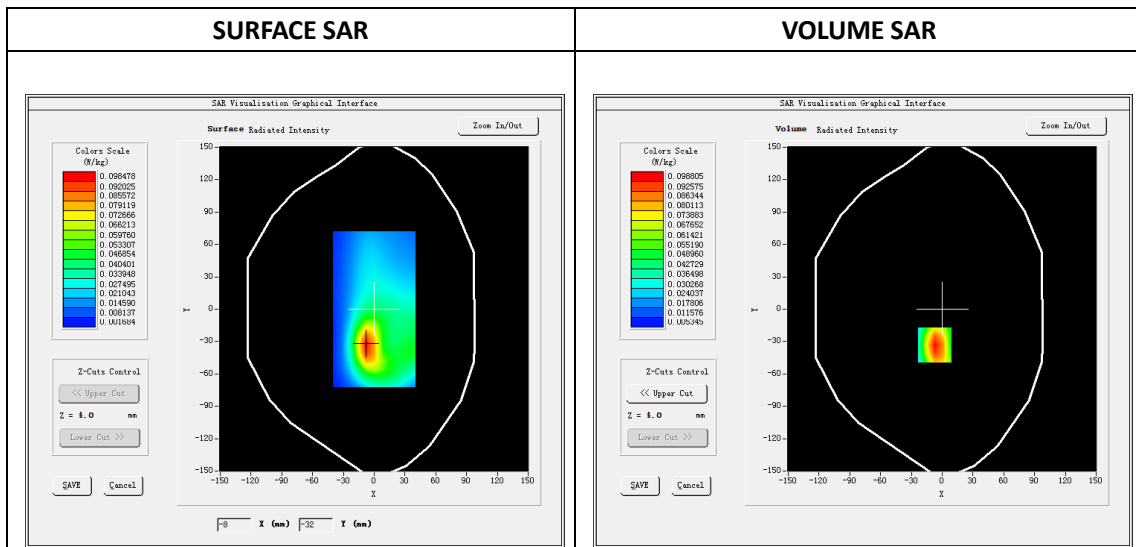 SURFACE SAR
VOLUME SAR
SAR Visualisation Graphical Interface
Surface Radiated Intensity
Zoom In/Out
Colors Scale
(W/kg)
0.098478
0.092025
0.085572
0.079119
0.072666
0.066213
0.059760
0.053307
0.046854
0.040401
0.033948
0.027495
0.021043
0.014590
0.008137
0.001684
150
120
90
60
30
0
-30
-60
-90
-120
-150
Y
-150 -120 -90 -60 -30 0 30 60 90 120 150
X
Z-Cuts Control
<< Upper Cut
Z = 4.0 mm
Lower Cut >>
SAVE Cancel
-8 X (mm) -32 Y (mm)
SAR Visualisation Graphical Interface
Volume Radiated Intensity
Zoom In/Out
Colors Scale
(W/kg)
0.098805
0.092575
0.086344
0.080113
0.073883
0.067652
0.061421
0.055190
0.048960
0.042729
0.036498
0.030268
0.024037
0.017806
0.011576
0.005345
150
120
90
60
30
0
-30
-60
-90
-120
-150
Y
-150 -120 -90 -60 -30 0 30 60 90 120 150
X
Z-Cuts Control
<< Upper Cut
Z = 4.0 mm
Lower Cut >>
SAVE Cancel